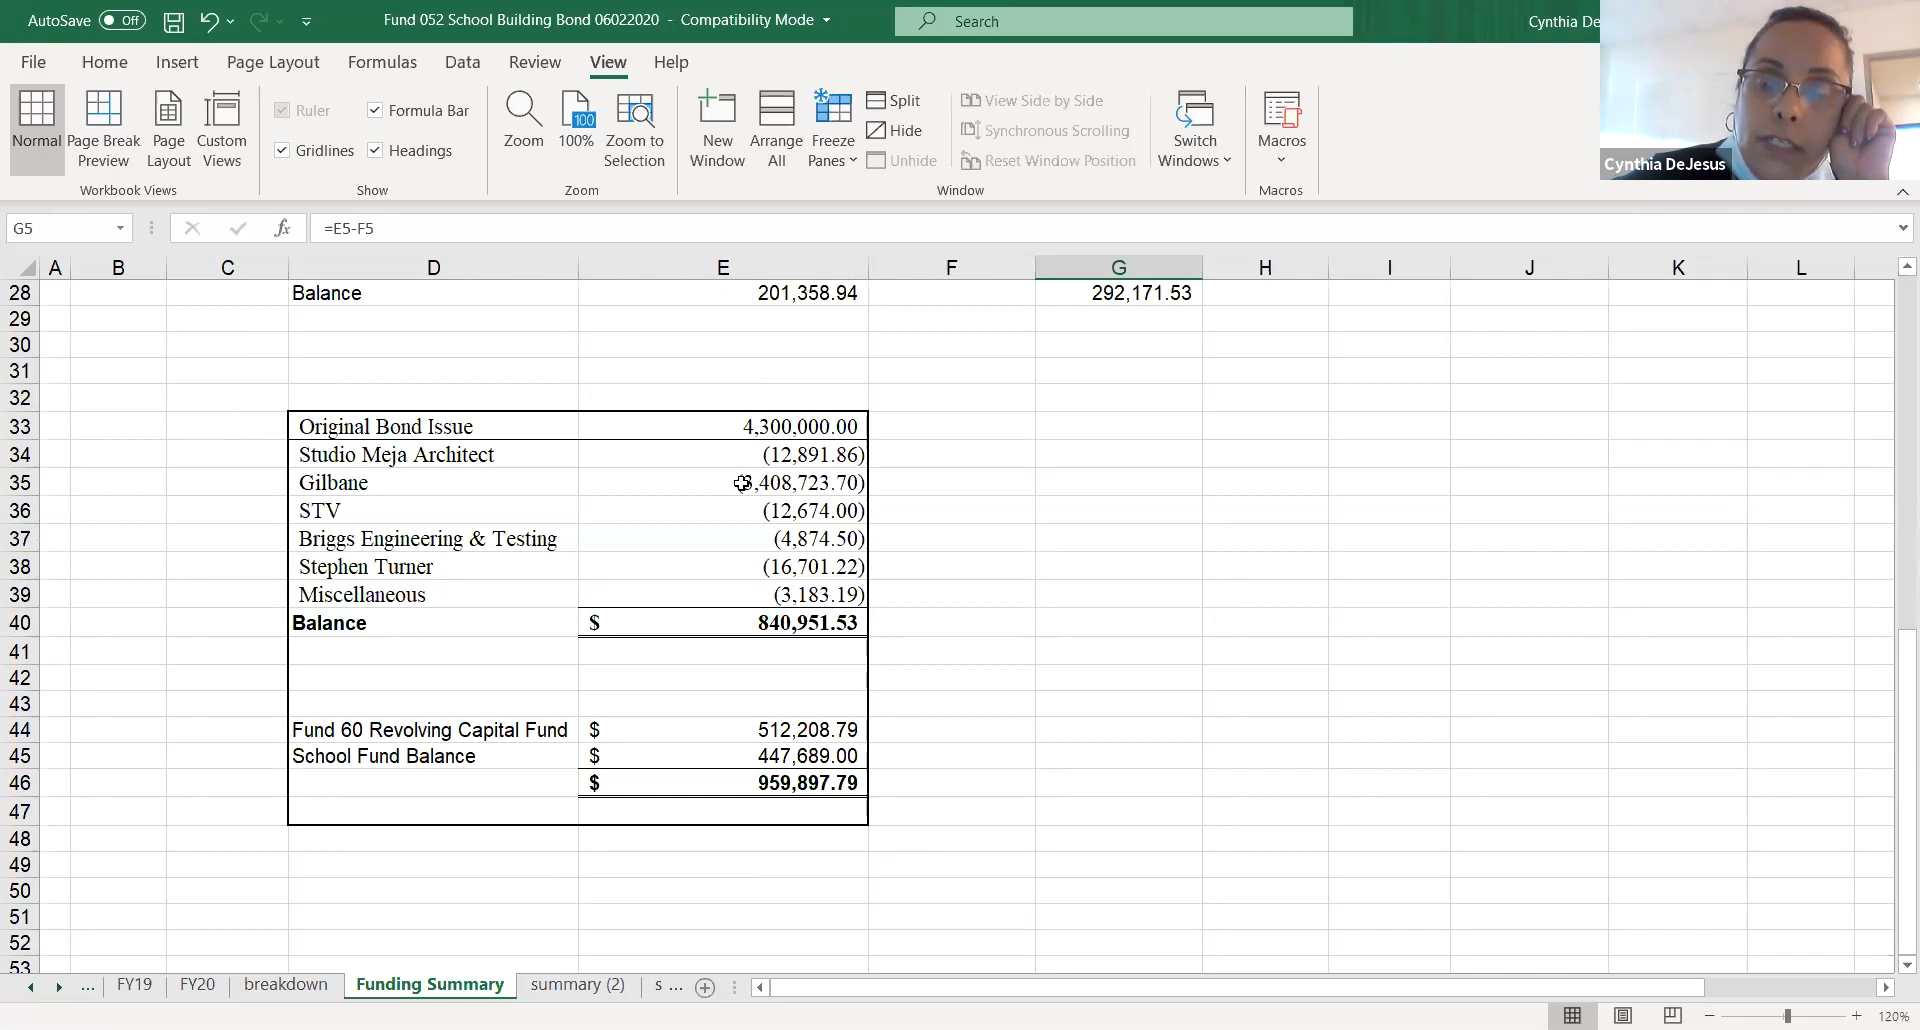 AutoSave Off Fund 052 School Building Bond 06022020 - Compatibility Mode Search Cynthia De
File Home Insert Page Layout Formulas Data Review View Help
Normal Page Break Preview Page Layout Custom Views
Workbook Views
Ruler Formula Bar
Gridlines Headings
Show
Zoom 100% Zoom to Selection
Zoom
New Window Arrange All Freeze Panes
Split View Side by Side
Hide Synchronous Scrolling
Unhide Reset Window Position
Switch Windows
Window
Macros
Macros
Cynthia DeJesus
G5 fx =E5-F5
A B C D E F G H I J K L
28 Balance 201,358.94 292,171.53
29
30
31
32
33 Original Bond Issue 4,300,000.00
34 Studio Meja Architect (12,891.86)
35 Gilbane ,408,723.70)
36 STV (12,674.00)
37 Briggs Engineering & Testing (4,874.50)
38 Stephen Turner (16,701.22)
39 Miscellaneous (3,183.19)
40 Balance $ 840,951.53
41
42
43
44 Fund 60 Revolving Capital Fund $ 512,208.79
45 School Fund Balance $ 447,689.00
46 $ 959,897.79
47
48
49
50
51
52
53
... FY19 FY20 breakdown Funding Summary summary (2) s ...
120%